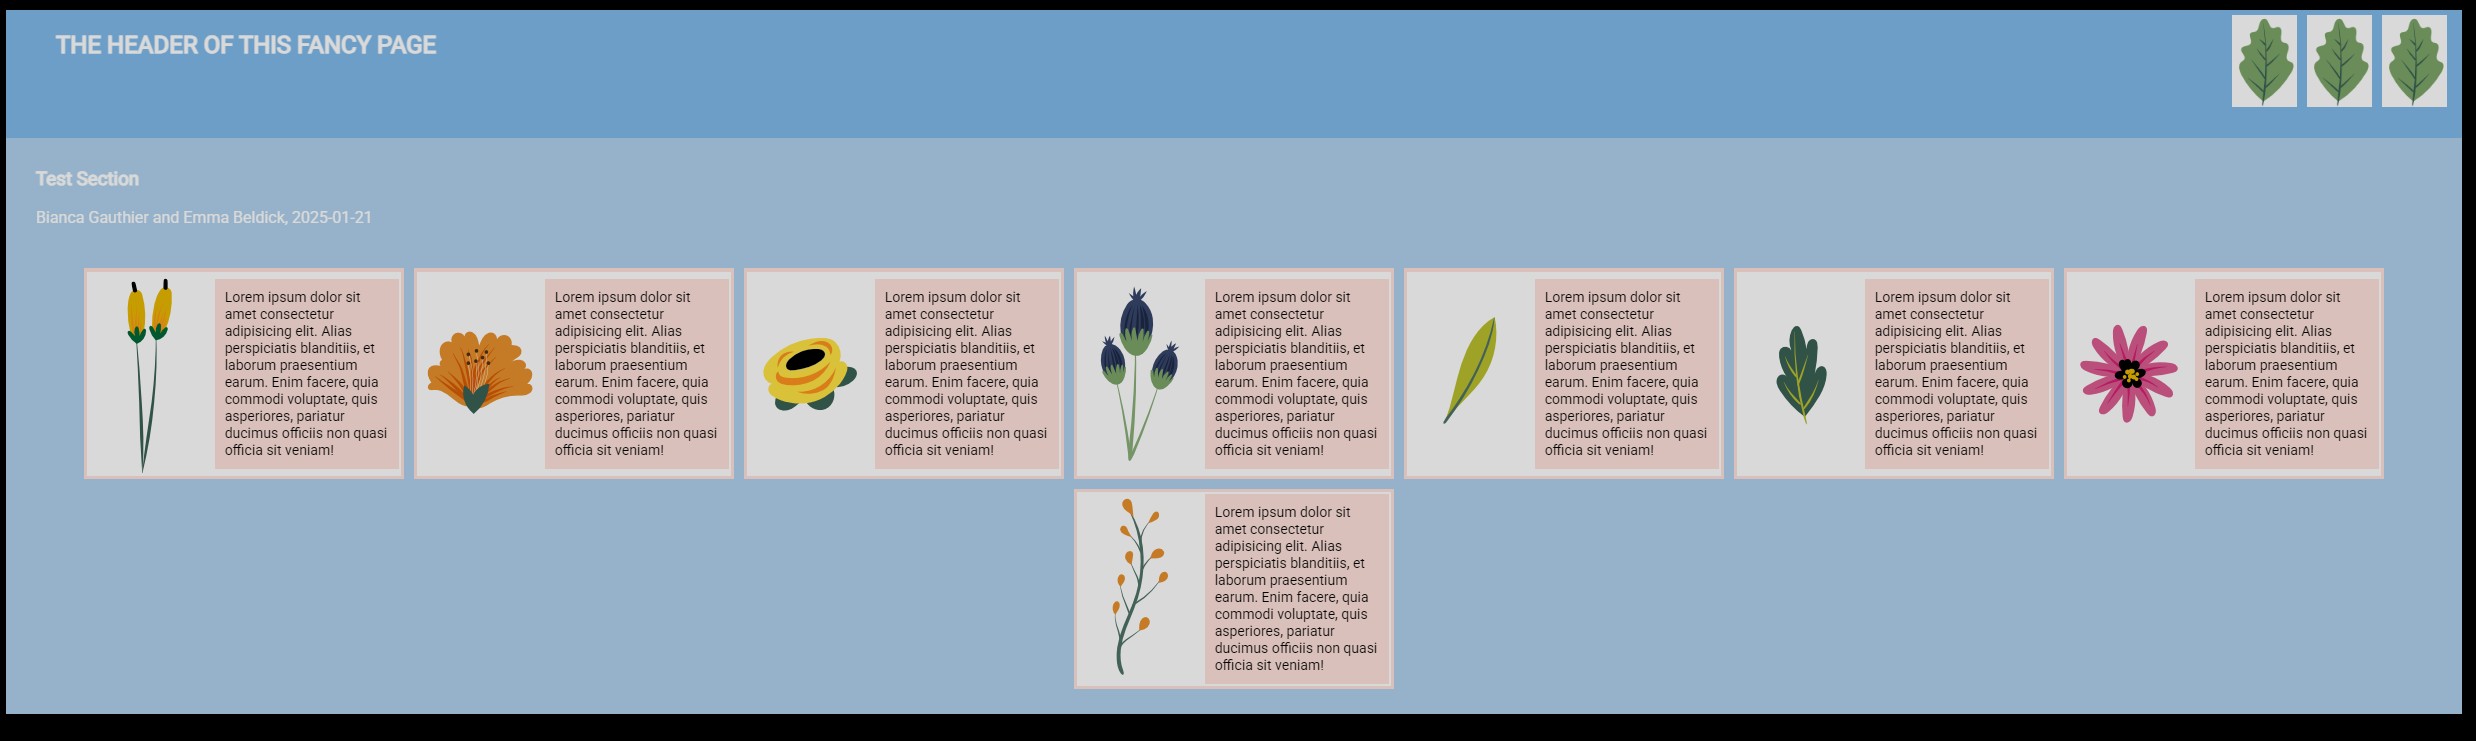 THE HEADER OF THIS FANCY PAGE
Test Section
Bianca Gauthier and Emma Beldick, 2025-01-21
Lorem ipsum dolor sit
amet consectetur
adipisicing elit. Alias
perspiciatis blanditiis, et
laborum praesentium
earum. Enim facere, quia
commodi voluptate, quis
asperiores, pariatur
ducimus officiis non quasi
officia sit veniam!
Lorem ipsum dolor sit
amet consectetur
adipisicing elit. Alias
perspiciatis blanditiis, et
laborum praesentium
earum. Enim facere, quia
commodi voluptate, quis
asperiores, pariatur
ducimus officiis non quasi
officia sit veniam!
Lorem ipsum dolor sit
amet consectetur
adipisicing elit. Alias
perspiciatis blanditiis, et
laborum praesentium
earum. Enim facere, quia
commodi voluptate, quis
asperiores, pariatur
ducimus officiis non quasi
officia sit veniam!
Lorem ipsum dolor sit
amet consectetur
adipisicing elit. Alias
perspiciatis blanditiis, et
laborum praesentium
earum. Enim facere, quia
commodi voluptate, quis
asperiores, pariatur
ducimus officiis non quasi
officia sit veniam!
Lorem ipsum dolor sit
amet consectetur
adipisicing elit. Alias
perspiciatis blanditiis, et
laborum praesentium
earum. Enim facere, quia
commodi voluptate, quis
asperiores, pariatur
ducimus officiis non quasi
officia sit veniam!
Lorem ipsum dolor sit
amet consectetur
adipisicing elit. Alias
perspiciatis blanditiis, et
laborum praesentium
earum. Enim facere, quia
commodi voluptate, quis
asperiores, pariatur
ducimus officiis non quasi
officia sit veniam!
Lorem ipsum dolor sit
amet consectetur
adipisicing elit. Alias
perspiciatis blanditiis, et
laborum praesentium
earum. Enim facere, quia
commodi voluptate, quis
asperiores, pariatur
ducimus officiis non quasi
officia sit veniam!
Lorem ipsum dolor sit
amet consectetur
adipisicing elit. Alias
perspiciatis blanditiis, et
laborum praesentium
earum. Enim facere, quia
commodi voluptate, quis
asperiores, pariatur
ducimus officiis non quasi
officia sit veniam!